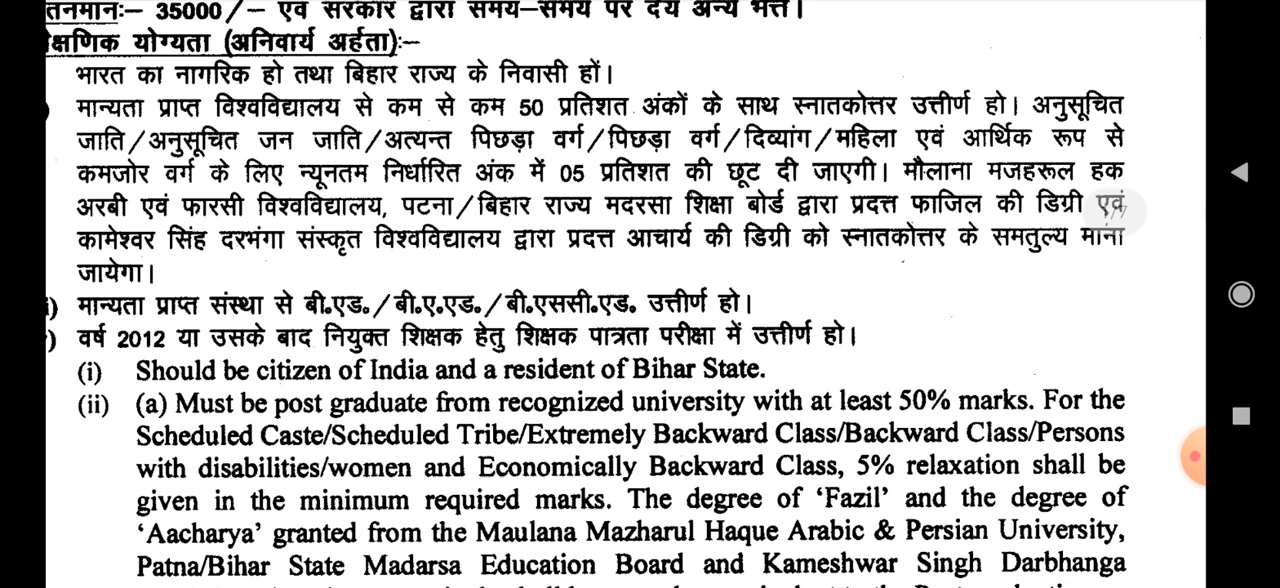 तनमानः– 35000/– एवं सरकार द्वारा समय–समय पर देय अन्य भत्ते।
क्षणिक योग्यता (अनिवार्य अर्हता):–
भारत का नागरिक हो तथा बिहार राज्य के निवासी हों।
मान्यता प्राप्त विश्वविद्यालय से कम से कम 50 प्रतिशत अंकों के साथ स्नातकोत्तर उत्तीर्ण हो। अनुसूचित
जाति/अनुसूचित जन जाति/अत्यन्त पिछड़ा वर्ग/पिछड़ा वर्ग/दिव्यांग/महिला एवं आर्थिक रूप से
कमजोर वर्ग के लिए न्यूनतम निर्धारित अंक में 05 प्रतिशत की छूट दी जाएगी। मौलाना मजहरूल हक
अरबी एवं फारसी विश्वविद्यालय, पटना/बिहार राज्य मदरसा शिक्षा बोर्ड द्वारा प्रदत्त फाजिल की डिग्री एवं
कामेश्वर सिंह दरभंगा संस्कृत विश्वविद्यालय द्वारा प्रदत्त आचार्य की डिग्री को स्नातकोत्तर के समतुल्य माना
जायेगा।
i) मान्यता प्राप्त संस्था से बी॰एड॰/बी॰ए॰एड॰/बी॰एससी॰एड॰ उत्तीर्ण हो।
) वर्ष 2012 या उसके बाद नियुक्त शिक्षक हेतु शिक्षक पात्रता परीक्षा में उत्तीर्ण हो।
(i) Should be citizen of India and a resident of Bihar State.
(ii) (a) Must be post graduate from recognized university with at least 50% marks. For the
Scheduled Caste/Scheduled Tribe/Extremely Backward Class/Backward Class/Persons
with disabilities/women and Economically Backward Class, 5% relaxation shall be
given in the minimum required marks. The degree of ‘Fazil’ and the degree of
‘Aacharya’ granted from the Maulana Mazharul Haque Arabic & Persian University,
Patna/Bihar State Madarsa Education Board and Kameshwar Singh Darbhanga